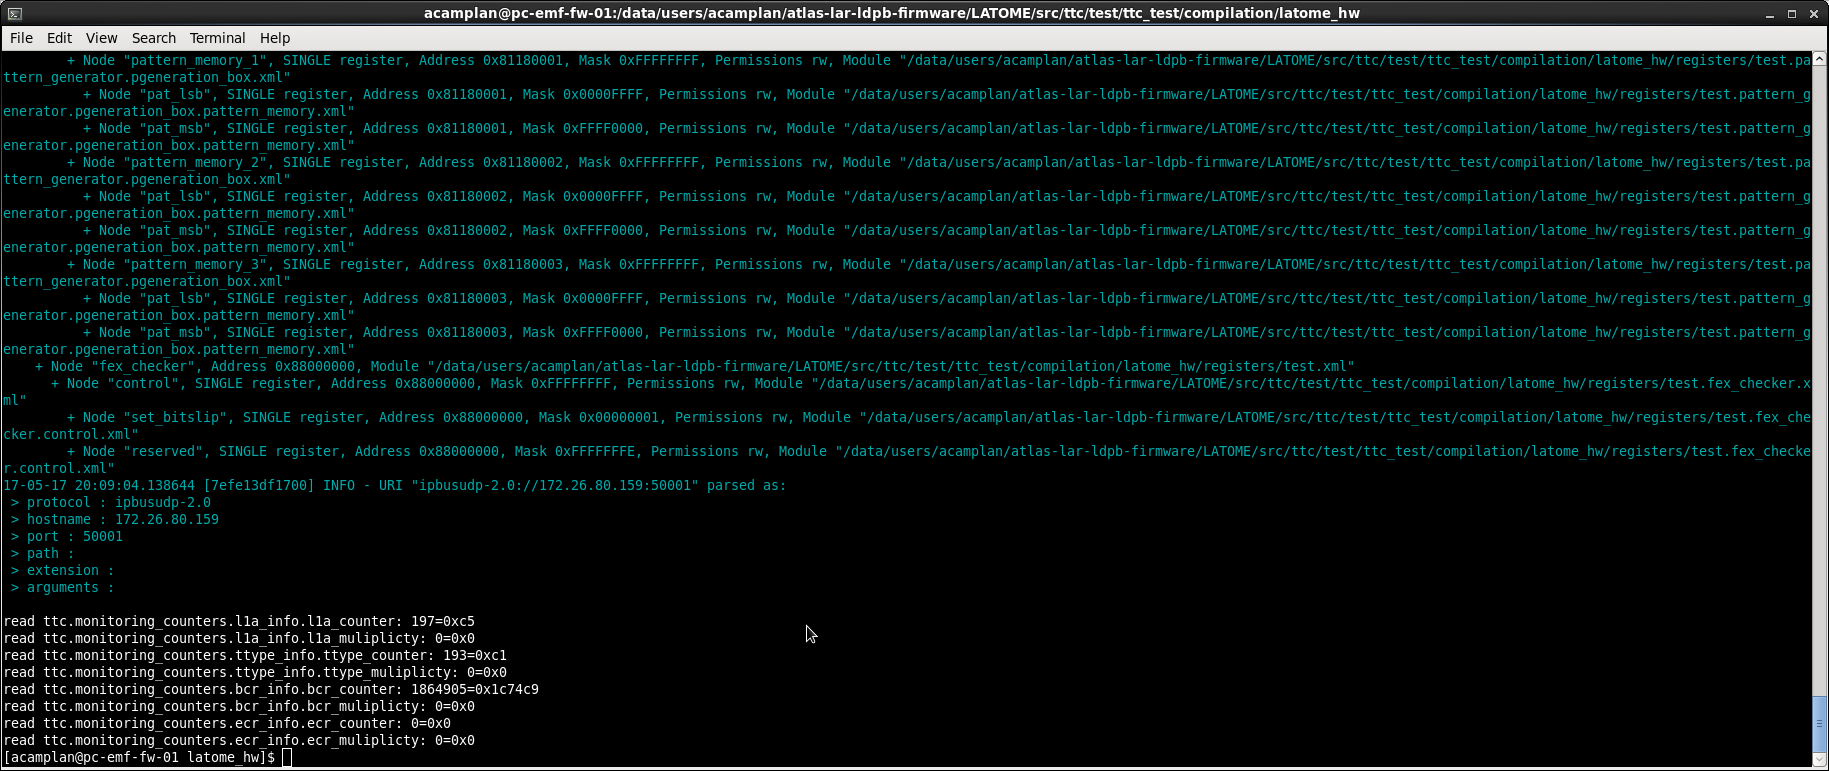 acamplan@pc-emf-fw-01:/data/users/acamplan/atlas-lar-ldpb-firmware/LATOME/src/ttc/test/ttc_test/compilation/latome_hw
File Edit View Search Terminal Help
+ Node "pattern_memory_1", SINGLE register, Address 0x81180001, Mask 0xFFFFFFFF, Permissions rw, Module "/data/users/acamplan/atlas-lar-ldpb-firmware/LATOME/src/ttc/test/ttc_test/compilation/latome_hw/registers/test.pa
ttern_generator.pgeneration_box.xml"
+ Node "pat_lsb", SINGLE register, Address 0x81180001, Mask 0x0000FFFF, Permissions rw, Module "/data/users/acamplan/atlas-lar-ldpb-firmware/LATOME/src/ttc/test/ttc_test/compilation/latome_hw/registers/test.pattern_g
enerator.pgeneration_box.pattern_memory.xml"
+ Node "pat_msb", SINGLE register, Address 0x81180001, Mask 0xFFFF0000, Permissions rw, Module "/data/users/acamplan/atlas-lar-ldpb-firmware/LATOME/src/ttc/test/ttc_test/compilation/latome_hw/registers/test.pattern_g
enerator.pgeneration_box.pattern_memory.xml"
+ Node "pattern_memory_2", SINGLE register, Address 0x81180002, Mask 0xFFFFFFFF, Permissions rw, Module "/data/users/acamplan/atlas-lar-ldpb-firmware/LATOME/src/ttc/test/ttc_test/compilation/latome_hw/registers/test.pa
ttern_generator.pgeneration_box.xml"
+ Node "pat_lsb", SINGLE register, Address 0x81180002, Mask 0x0000FFFF, Permissions rw, Module "/data/users/acamplan/atlas-lar-ldpb-firmware/LATOME/src/ttc/test/ttc_test/compilation/latome_hw/registers/test.pattern_g
enerator.pgeneration_box.pattern_memory.xml"
+ Node "pat_msb", SINGLE register, Address 0x81180002, Mask 0xFFFF0000, Permissions rw, Module "/data/users/acamplan/atlas-lar-ldpb-firmware/LATOME/src/ttc/test/ttc_test/compilation/latome_hw/registers/test.pattern_g
enerator.pgeneration_box.pattern_memory.xml"
+ Node "pattern_memory_3", SINGLE register, Address 0x81180003, Mask 0xFFFFFFFF, Permissions rw, Module "/data/users/acamplan/atlas-lar-ldpb-firmware/LATOME/src/ttc/test/ttc_test/compilation/latome_hw/registers/test.pa
ttern_generator.pgeneration_box.xml"
+ Node "pat_lsb", SINGLE register, Address 0x81180003, Mask 0x0000FFFF, Permissions rw, Module "/data/users/acamplan/atlas-lar-ldpb-firmware/LATOME/src/ttc/test/ttc_test/compilation/latome_hw/registers/test.pattern_g
enerator.pgeneration_box.pattern_memory.xml"
+ Node "pat_msb", SINGLE register, Address 0x81180003, Mask 0xFFFF0000, Permissions rw, Module "/data/users/acamplan/atlas-lar-ldpb-firmware/LATOME/src/ttc/test/ttc_test/compilation/latome_hw/registers/test.pattern_g
enerator.pgeneration_box.pattern_memory.xml"
+ Node "fex_checker", Address 0x88000000, Module "/data/users/acamplan/atlas-lar-ldpb-firmware/LATOME/src/ttc/test/ttc_test/compilation/latome_hw/registers/test.xml"
+ Node "control", SINGLE register, Address 0x88000000, Mask 0xFFFFFFFF, Permissions rw, Module "/data/users/acamplan/atlas-lar-ldpb-firmware/LATOME/src/ttc/test/ttc_test/compilation/latome_hw/registers/test.fex_checker.x
ml"
+ Node "set_bitslip", SINGLE register, Address 0x88000000, Mask 0x00000001, Permissions rw, Module "/data/users/acamplan/atlas-lar-ldpb-firmware/LATOME/src/ttc/test/ttc_test/compilation/latome_hw/registers/test.fex_che
cker.control.xml"
+ Node "reserved", SINGLE register, Address 0x88000000, Mask 0xFFFFFFFE, Permissions rw, Module "/data/users/acamplan/atlas-lar-ldpb-firmware/LATOME/src/ttc/test/ttc_test/compilation/latome_hw/registers/test.fex_checke
r.control.xml"
17-05-17 20:09:04.138644 [7efe13df1700] INFO - URI "ipbusudp-2.0://172.26.80.159:50001" parsed as:
> protocol : ipbusudp-2.0
> hostname : 172.26.80.159
> port : 50001
> path :
> extension :
> arguments :
read ttc.monitoring_counters.l1a_info.l1a_counter: 197=0xc5
read ttc.monitoring_counters.l1a_info.l1a_muliplicty: 0=0x0
read ttc.monitoring_counters.ttype_info.ttype_counter: 193=0xc1
read ttc.monitoring_counters.ttype_info.ttype_muliplicty: 0=0x0
read ttc.monitoring_counters.bcr_info.bcr_counter: 1864905=0x1c74c9
read ttc.monitoring_counters.bcr_info.bcr_muliplicty: 0=0x0
read ttc.monitoring_counters.ecr_info.ecr_counter: 0=0x0
read ttc.monitoring_counters.ecr_info.ecr_muliplicty: 0=0x0
[acamplan@pc-emf-fw-01 latome_hw]$